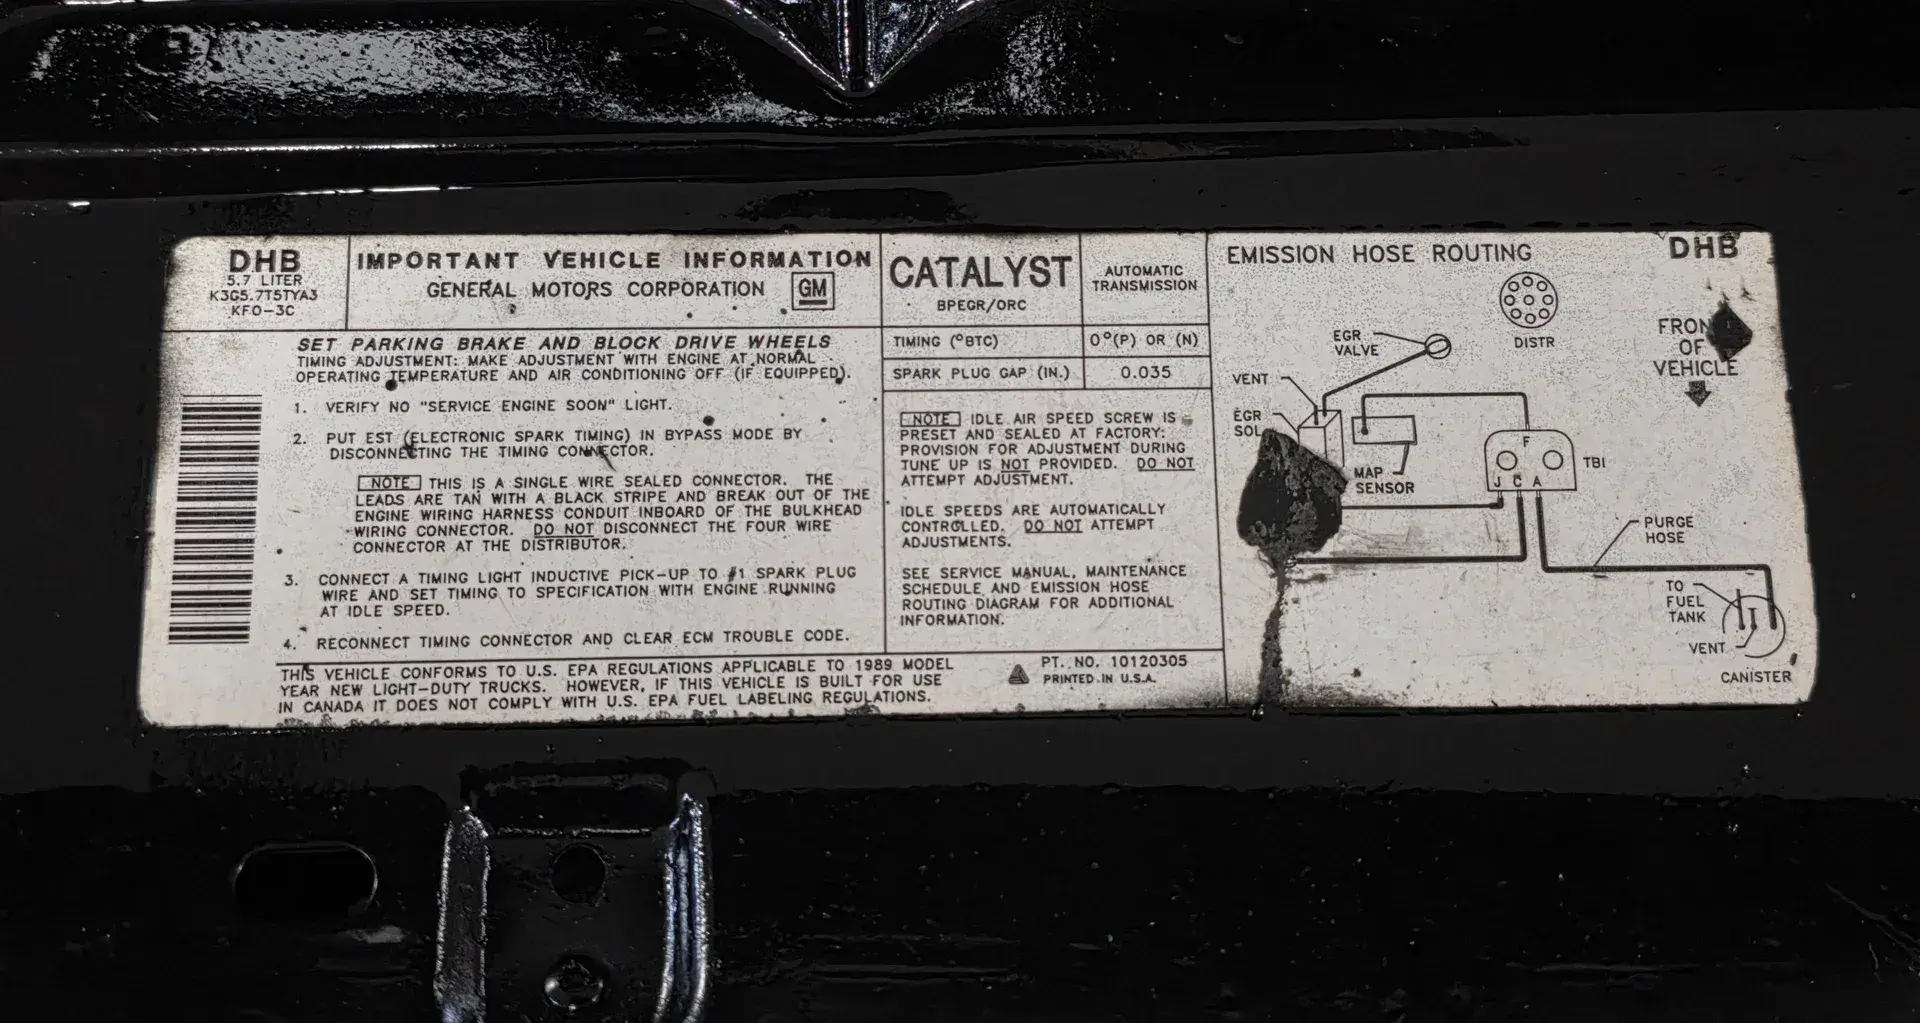 DHB
5.7 LITER
K3G5.7T5TYA3
KFO-3C
IMPORTANT VEHICLE INFORMATION
GENERAL MOTORS CORPORATION
GM
SET PARKING BRAKE AND BLOCK DRIVE WHEELS
TIMING ADJUSTMENT: MAKE ADJUSTMENT WITH ENGINE AT NORMAL
OPERATING TEMPERATURE AND AIR CONDITIONING OFF (IF EQUIPPED).
1. VERIFY NO "SERVICE ENGINE SOON" LIGHT.
2. PUT EST (ELECTRONIC SPARK TIMING) IN BYPASS MODE BY
DISCONNECTING THE TIMING CONNECTOR.
NOTE THIS IS A SINGLE WIRE SEALED CONNECTOR. THE
LEADS ARE TAN WITH A BLACK STRIPE AND BREAK OUT OF THE
ENGINE WIRING HARNESS CONDUIT INBOARD OF THE BULKHEAD
WIRING CONNECTOR. DO NOT DISCONNECT THE FOUR WIRE
CONNECTOR AT THE DISTRIBUTOR.
3. CONNECT A TIMING LIGHT INDUCTIVE PICK-UP TO #1 SPARK PLUG
WIRE AND SET TIMING TO SPECIFICATION WITH ENGINE RUNNING
AT IDLE SPEED.
4. RECONNECT TIMING CONNECTOR AND CLEAR ECM TROUBLE CODE.
THIS VEHICLE CONFORMS TO U.S. EPA REGULATIONS APPLICABLE TO 1989 MODEL
YEAR NEW LIGHT-DUTY TRUCKS. HOWEVER, IF THIS VEHICLE IS BUILT FOR USE
IN CANADA IT DOES NOT COMPLY WITH U.S. EPA FUEL LABELING REGULATIONS.
PT. NO. 10120305
PRINTED IN U.S.A.
CATALYST
BPEGR/ORC
AUTOMATIC
TRANSMISSION
TIMING (°BTC) 0°(P) OR (N)
SPARK PLUG GAP (IN.) 0.035
NOTE IDLE AIR SPEED SCREW IS
PRESET AND SEALED AT FACTORY:
PROVISION FOR ADJUSTMENT DURING
TUNE UP IS NOT PROVIDED. DO NOT
ATTEMPT ADJUSTMENT.
IDLE SPEEDS ARE AUTOMATICALLY
CONTROLLED. DO NOT ATTEMPT
ADJUSTMENTS.
SEE SERVICE MANUAL, MAINTENANCE
SCHEDULE AND EMISSION HOSE
ROUTING DIAGRAM FOR ADDITIONAL
INFORMATION.
EMISSION HOSE ROUTING
DHB
DISTR
OF
VEHICLE
EGR
VALVE
VENT
EGR
SOL
MAP
SENSOR
F
J C A
TBI
PURGE
HOSE
TO
FUEL
TANK
VENT
CANISTER